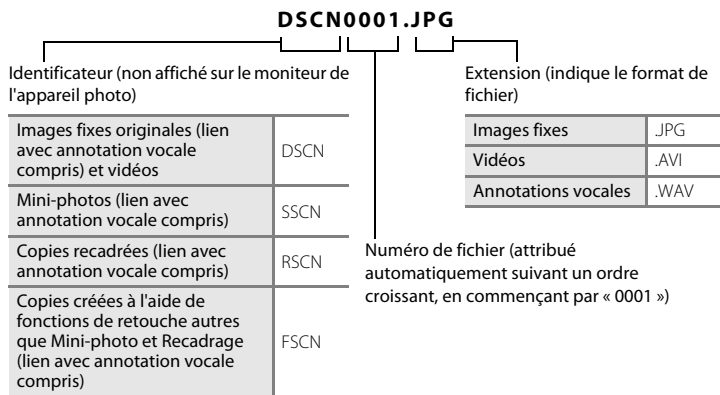 DSCN0001.JPG
Identificateur (non affiché sur le moniteur de
l'appareil photo)
Images fixes originales (lien
avec annotation vocale
compris) et vidéos
DSCN
Mini-photos (lien avec
annotation vocale compris)
SSCN
Copies recadrées (lien avec
annotation vocale compris)
RSCN
Copies créées à l'aide de
fonctions de retouche autres
que Mini-photo et Recadrage
(lien avec annotation vocale
compris)
FSCN
Extension (indique le format de
fichier)
Images fixes .JPG
Vidéos .AVI
Annotations vocales .WAV
Numéro de fichier (attribué
automatiquement suivant un ordre
croissant, en commençant par « 0001 »)